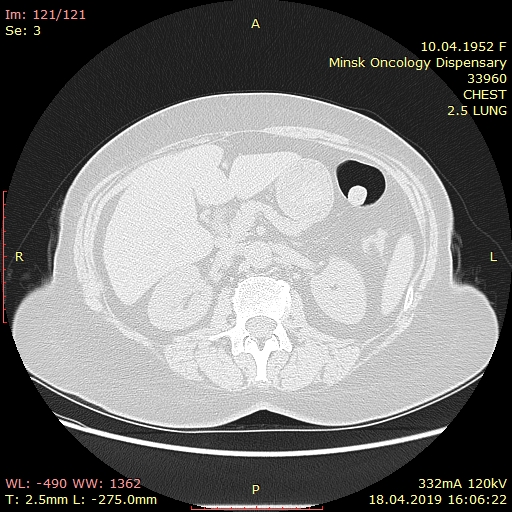 Im: 121/121
Se: 3
A
10.04.1952 F
Minsk Oncology Dispensary
33960
CHEST
2.5 LUNG
R
L
WL: -490 WW: 1362
T: 2.5mm L: -275.0mm
P
332mA 120kV
18.04.2019 16:06:22